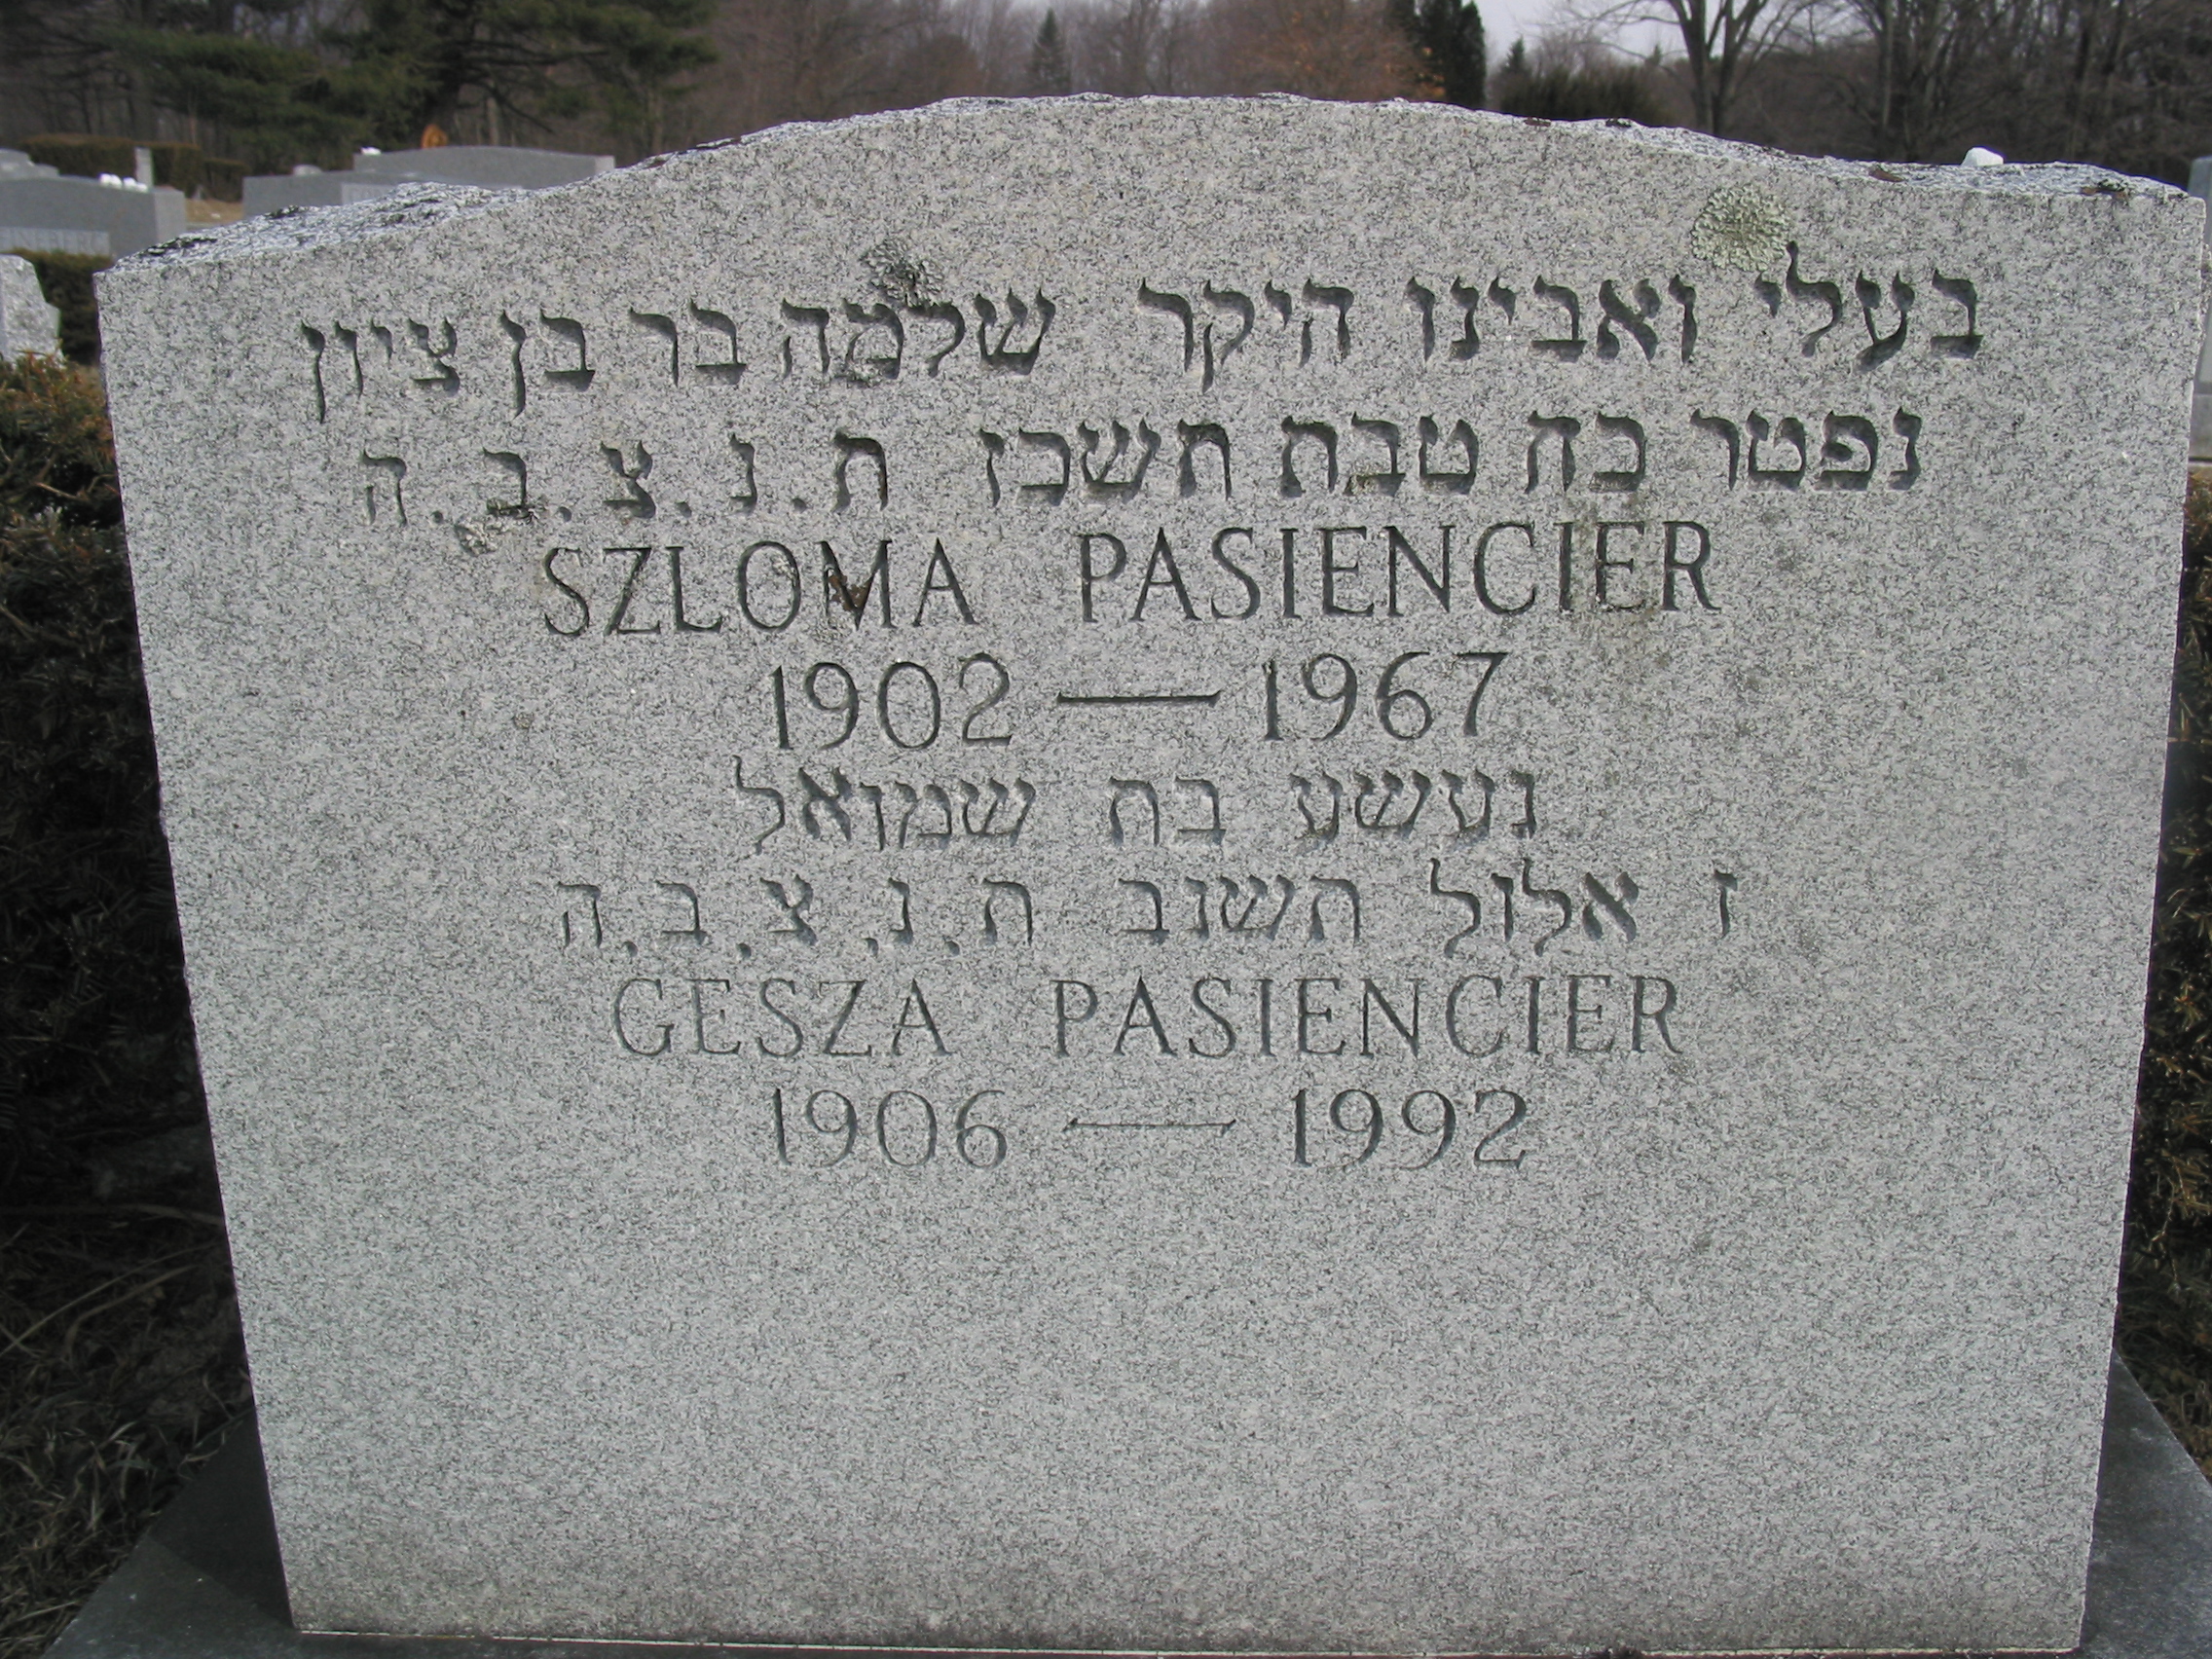 בעלי ואבינו היקר שלמה בר בן ציון
נפטר כה טבת תשכז ת.נ.צ.ב.ה
SZLOMA PASIENCIER
1902 — 1967
געשע בת שמואל
ז אלול תשנב ת.נ.צ.ב.ה
GESZA PASIENCIER
1906 — 1992